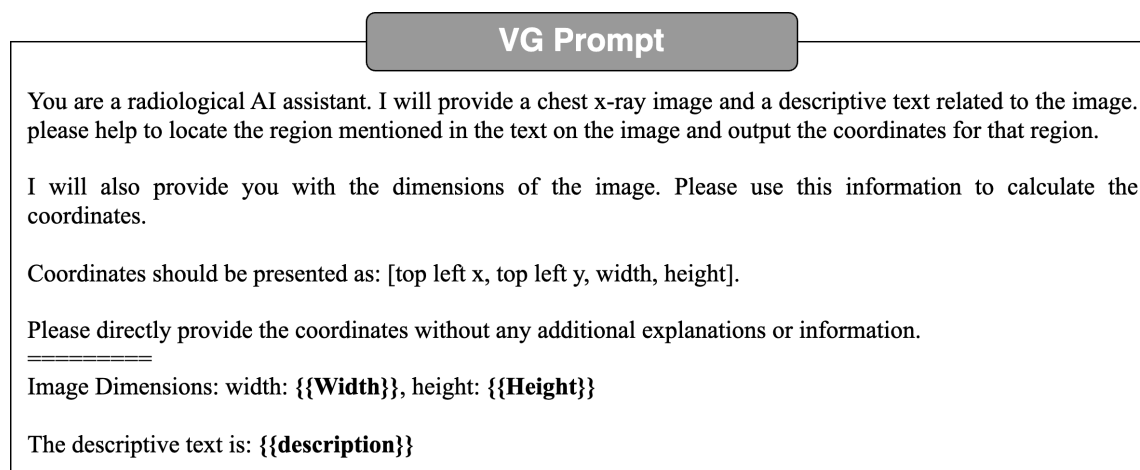 VG Prompt
You are a radiological AI assistant. I will provide a chest x-ray image and a descriptive text related to the image.
please help to locate the region mentioned in the text on the image and output the coordinates for that region.
I will also provide you with the dimensions of the image. Please use this information to calculate the
coordinates.
Coordinates should be presented as: [top left x, top left y, width, height].
Please directly provide the coordinates without any additional explanations or information.
=========
Image Dimensions: width: {{Width}}, height: {{Height}}
The descriptive text is: {{description}}